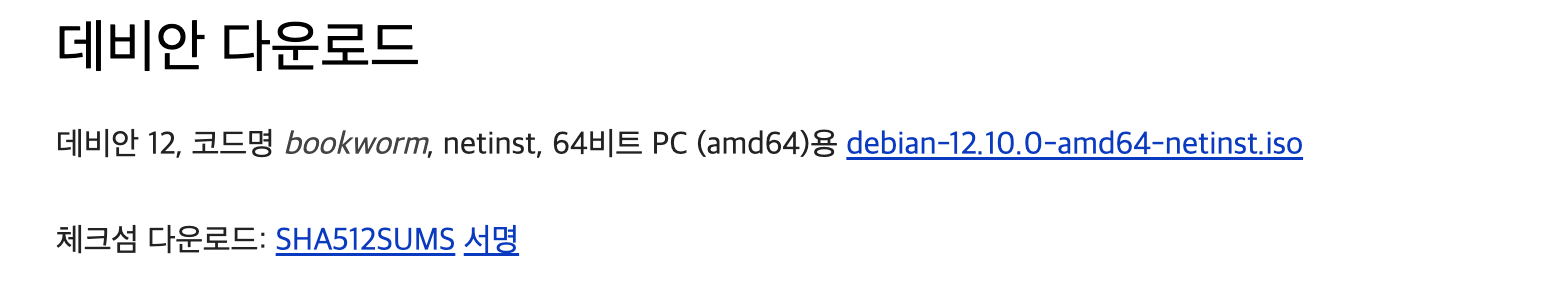 데비안 다운로드
데비안 12, 코드명 bookworm, netinst, 64비트 PC (amd64)용 debian-12.10.0-amd64-netinst.iso
체크섬 다운로드: SHA512SUMS 서명